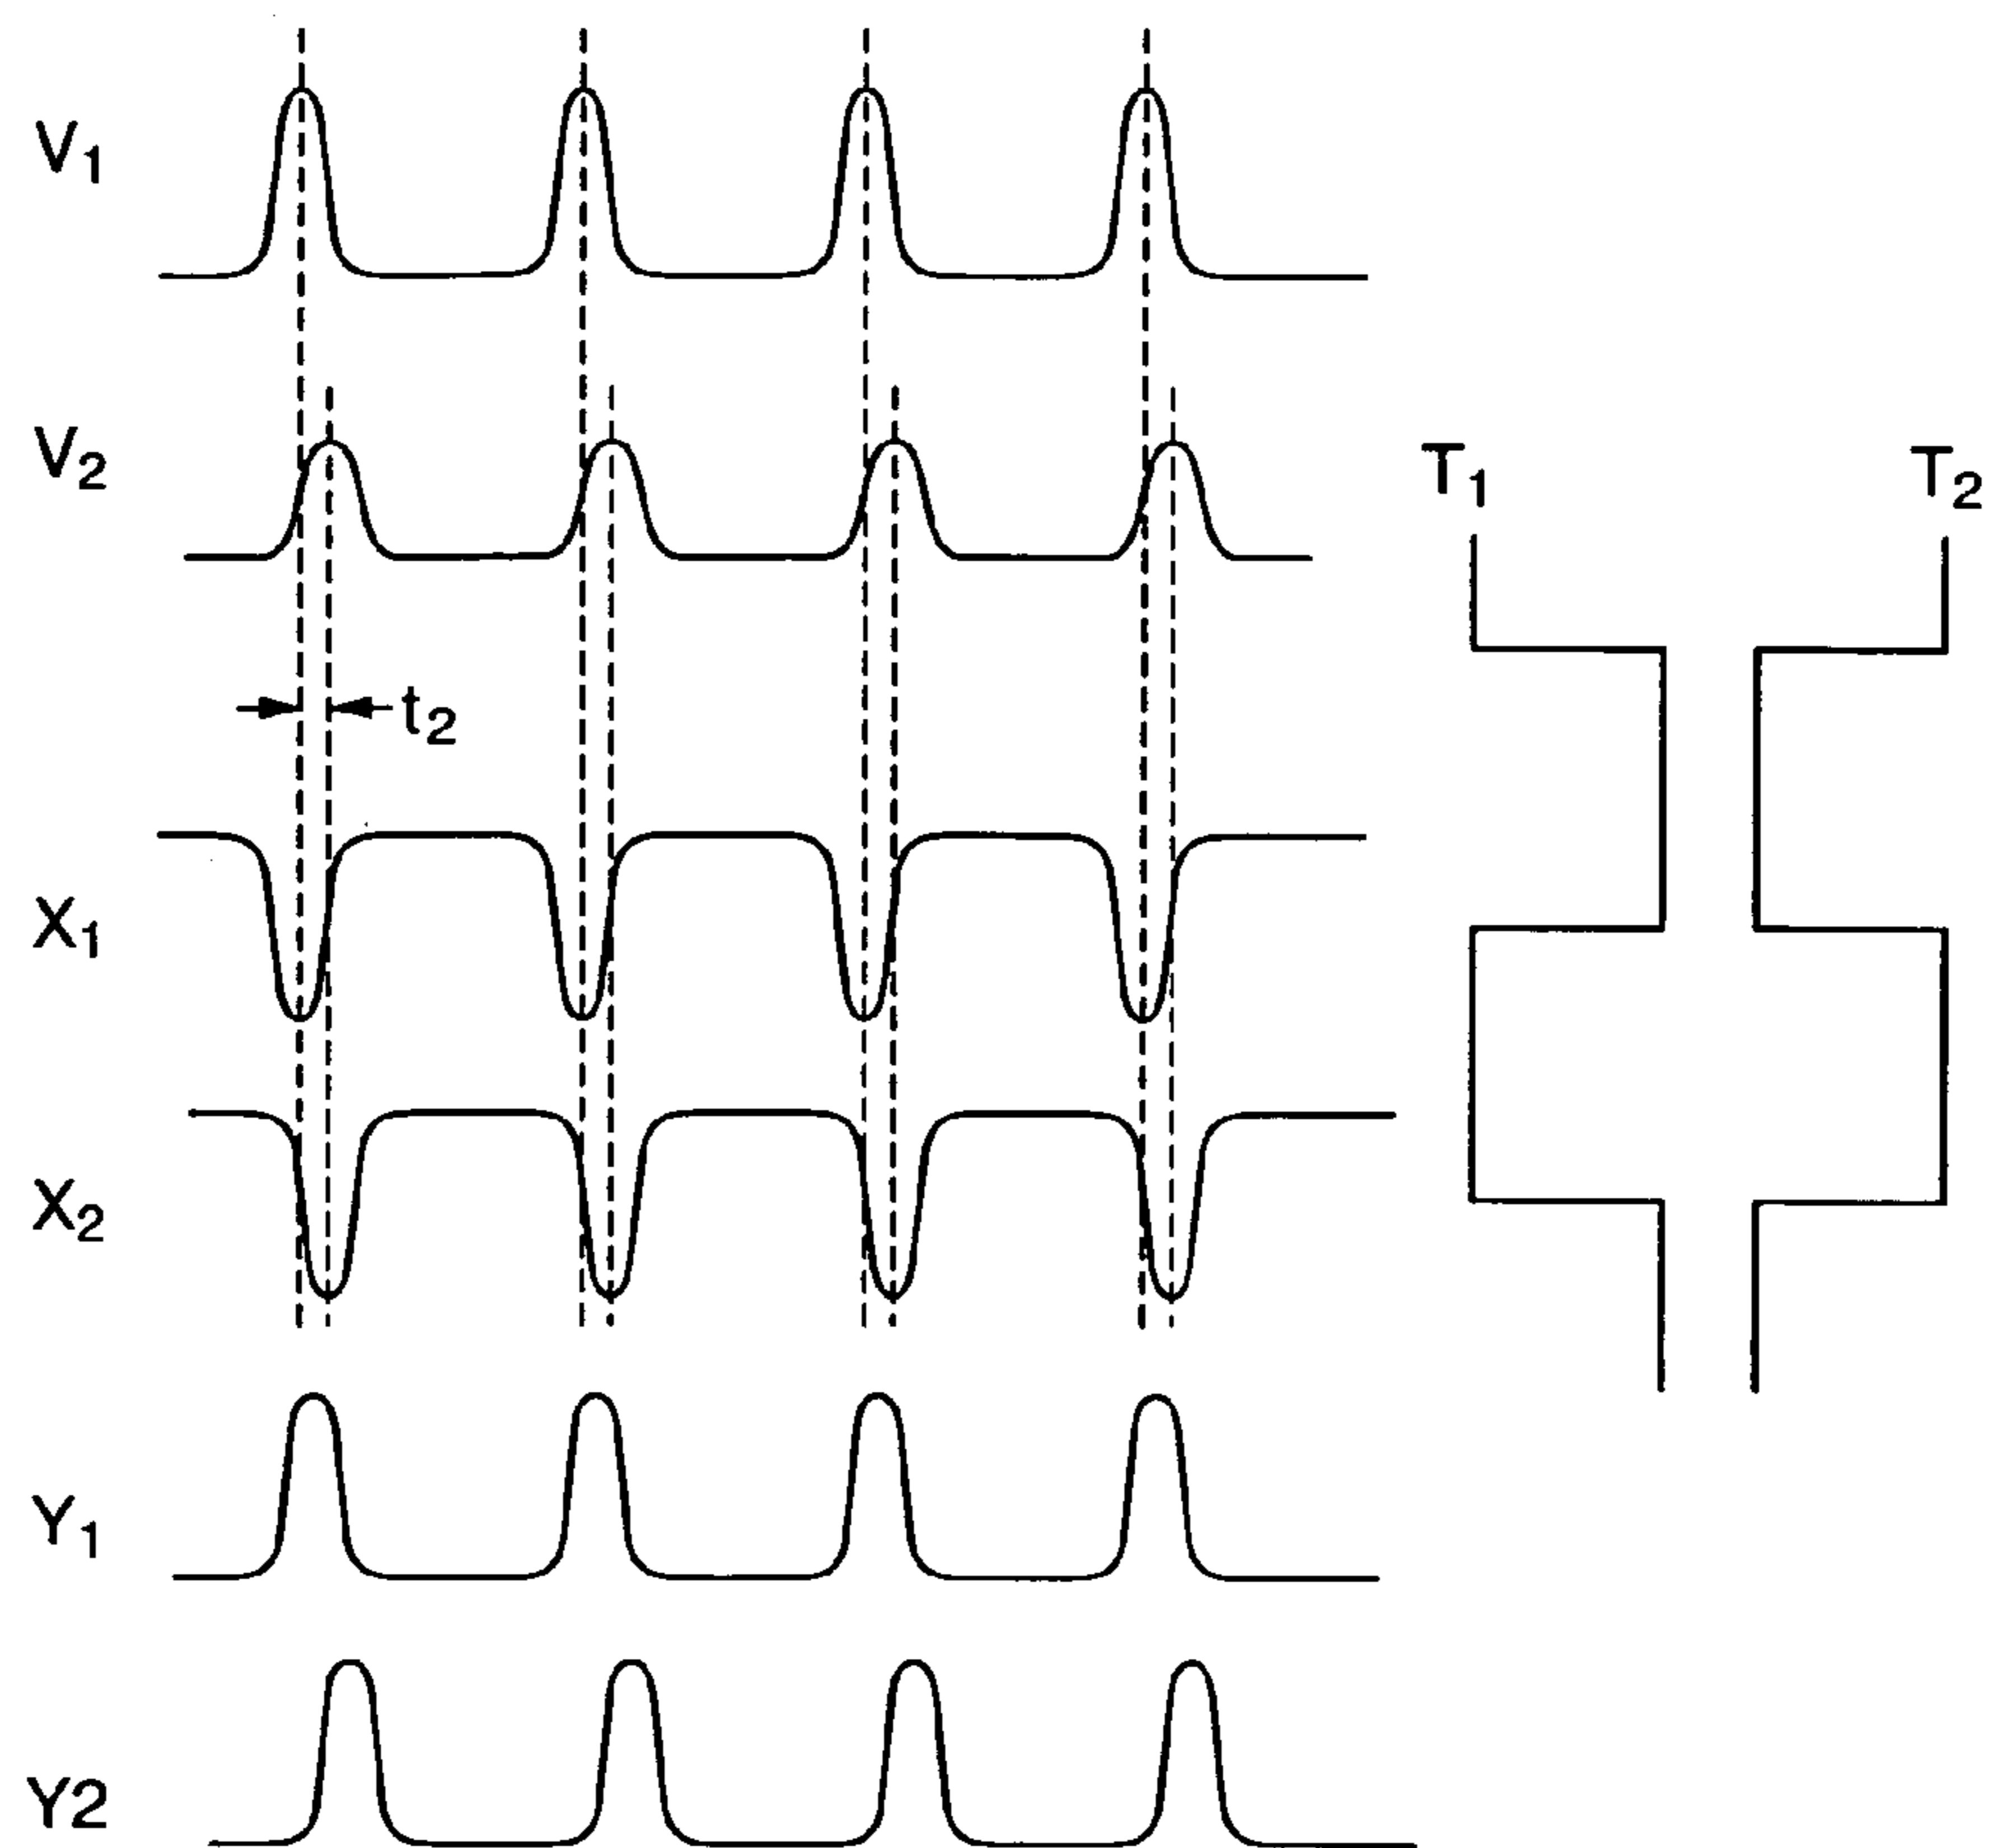 V₁
V₂
T₁
T₂
t₂
X₁
X₂
Y₁
Y2